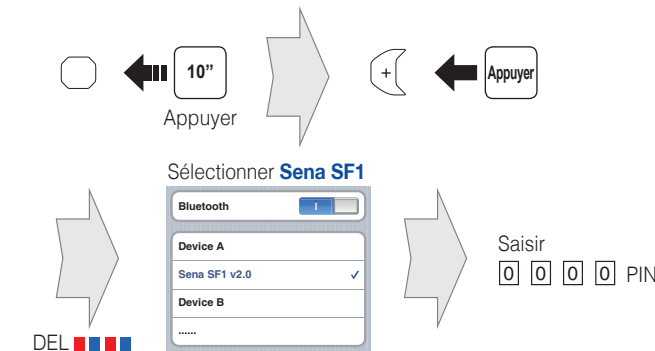 10”
Appuyer
+
Appuyer
Sélectionner Sena SF1
Bluetooth I
Device A
Sena SF1 v2.0 ✓
Device B
......
DEL
Saisir
0 0 0 0 PIN